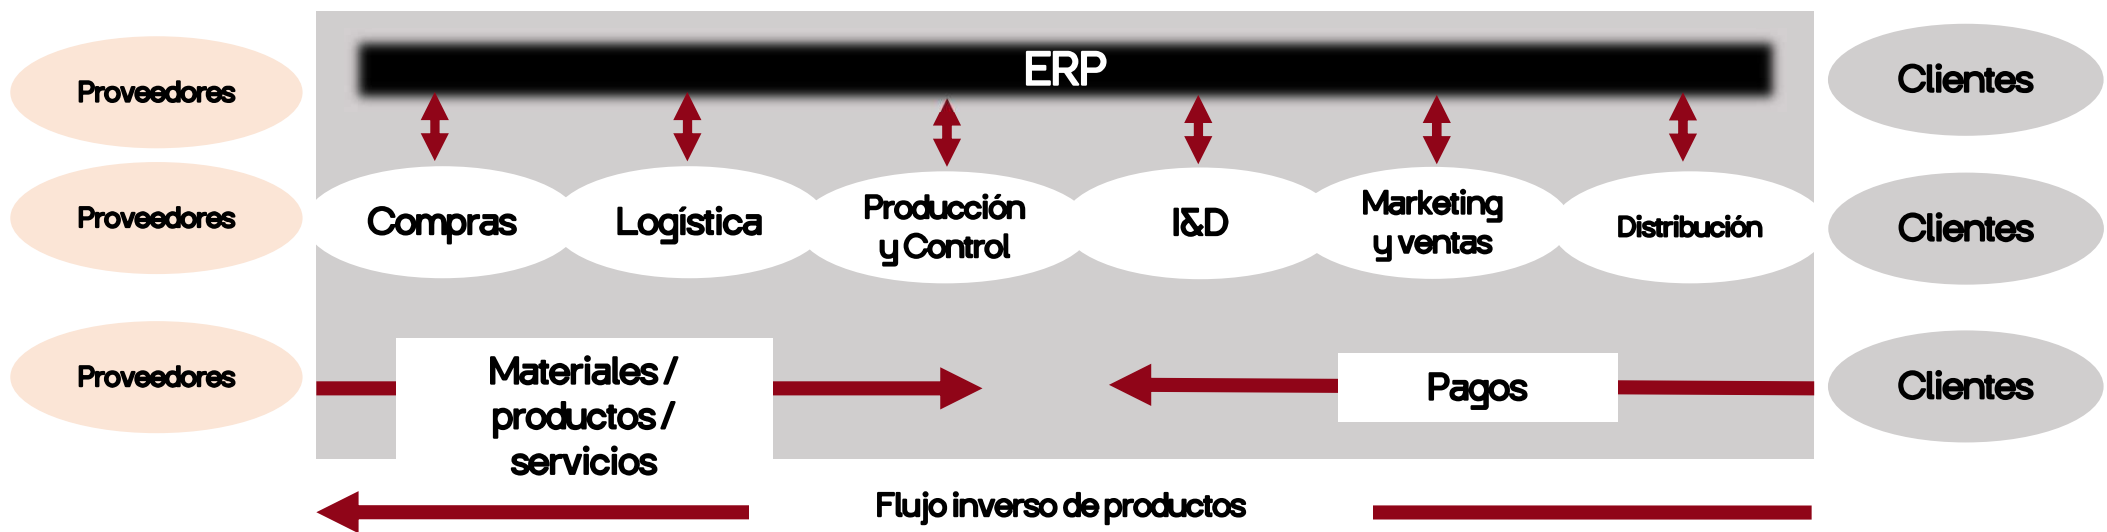 ERP
Proveedores
Clientes
Proveedores
Compras
Logística
Producción
y Control
I&D
Marketing
y ventas
Distribución
Clientes
Proveedores
Materiales /
productos /
servicios
Pagos
Clientes
Flujo inverso de productos